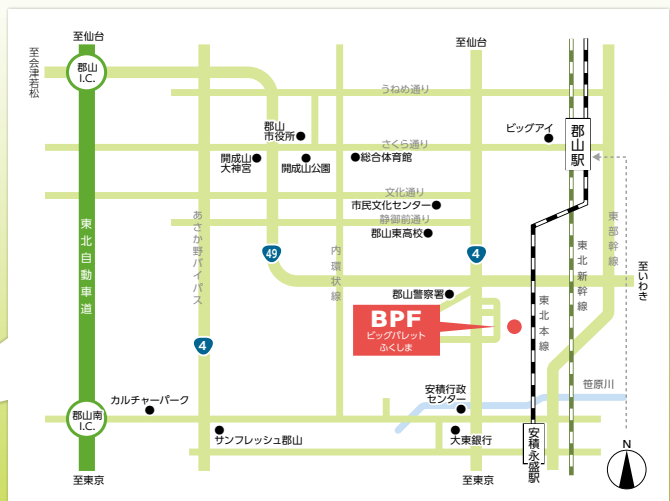 至仙台
至仙台
至会津若松
郡山
I.C.
うねめ通り
郡山
市役所
ビッグアイ
郡山駅
さくら通り
開成山
大神宮
開成山公園
総合体育館
文化通り
市民文化センター
静御前通り
郡山東高校
東北自動車道
あさか野バイパス
49
内環状線
4
東部幹線
東北新幹線
至いわき
郡山警察署
東北本線
BPF
ビッグパレット
ふくしま
4
笹原川
カルチャーパーク
安積行政
センター
郡山南
I.C.
サンフレッシュ郡山
大東銀行
安積永盛駅
N
至東京
至東京